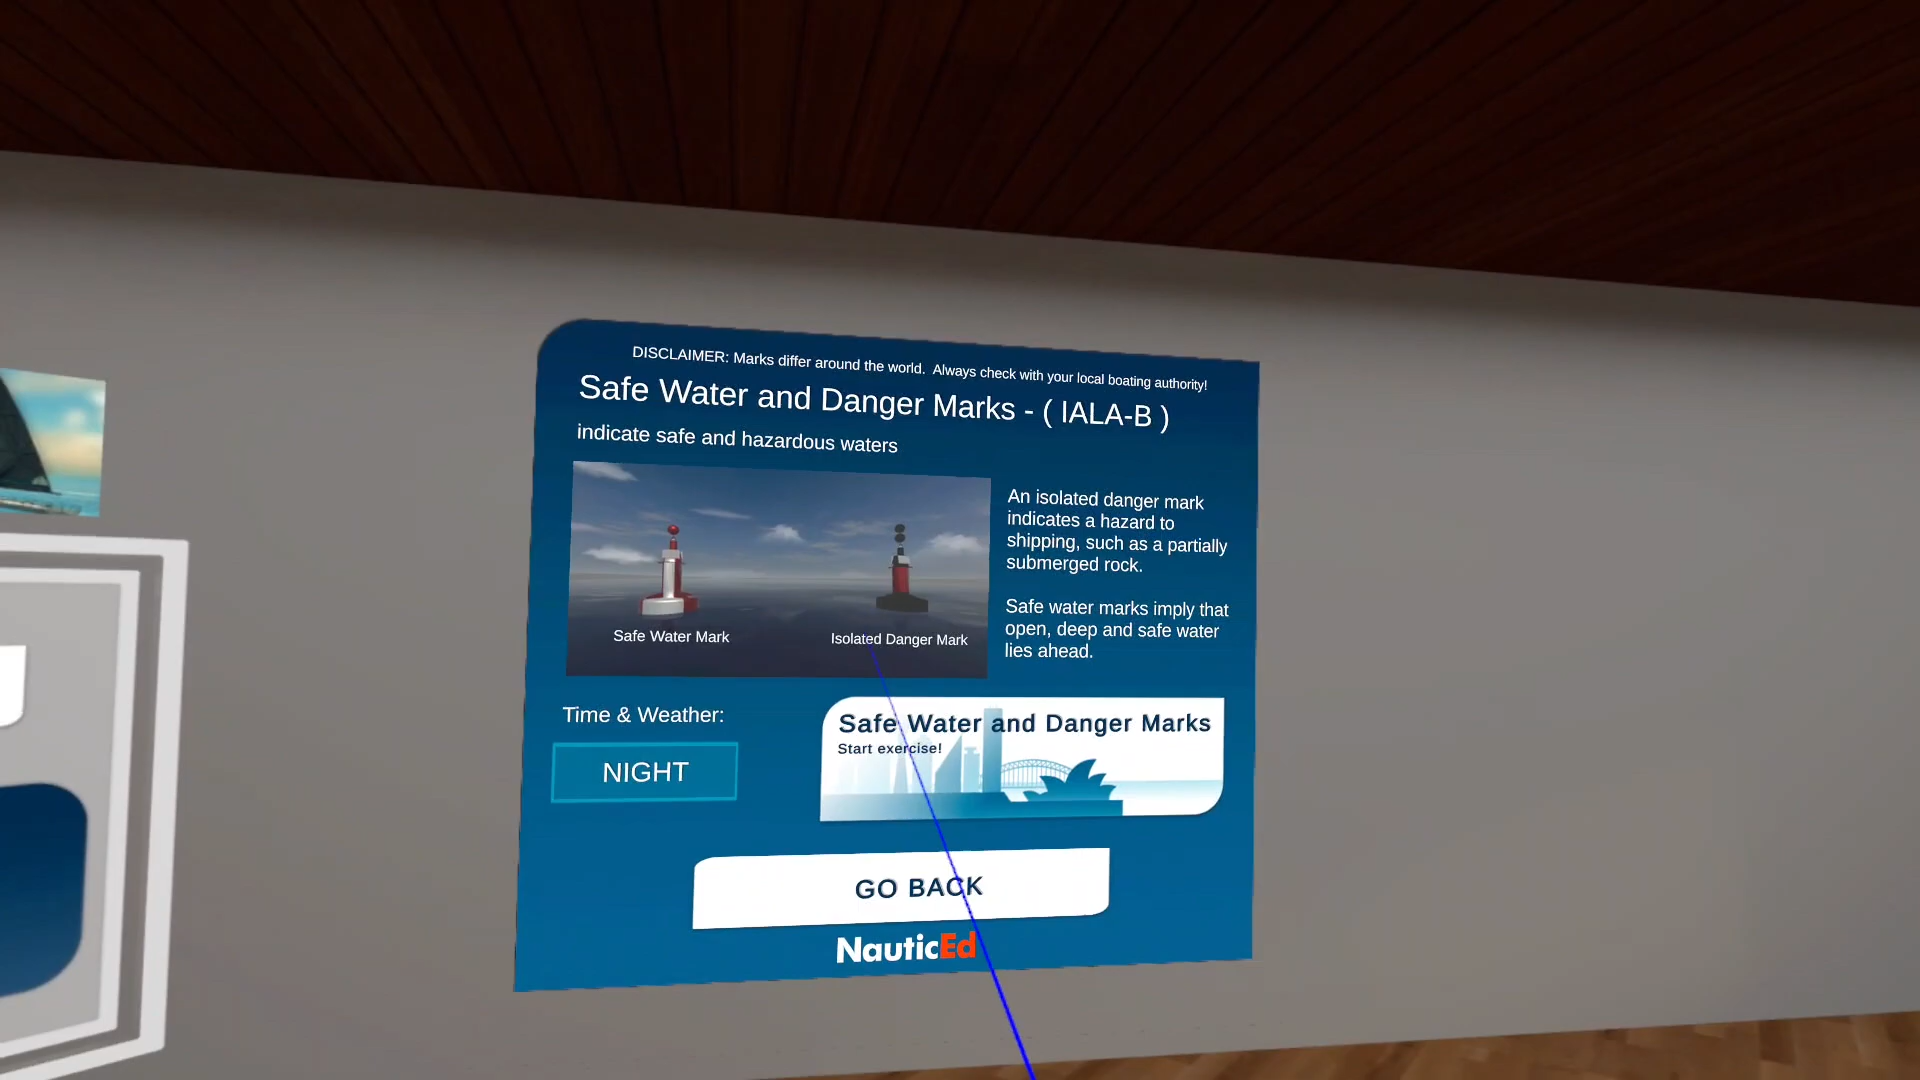 DISCLAIMER: Marks differ around the world. Always check with your local boating authority!
Safe Water and Danger Marks - ( IALA-B )
indicate safe and hazardous waters
An isolated danger mark
indicates a hazard to
shipping, such as a partially
submerged rock.
Safe water marks imply that
open, deep and safe water
lies ahead.
Safe Water Mark
Isolated Danger Mark
Time & Weather:
NIGHT
Safe Water and Danger Marks
Start exercise!
GO BACK
NauticEd